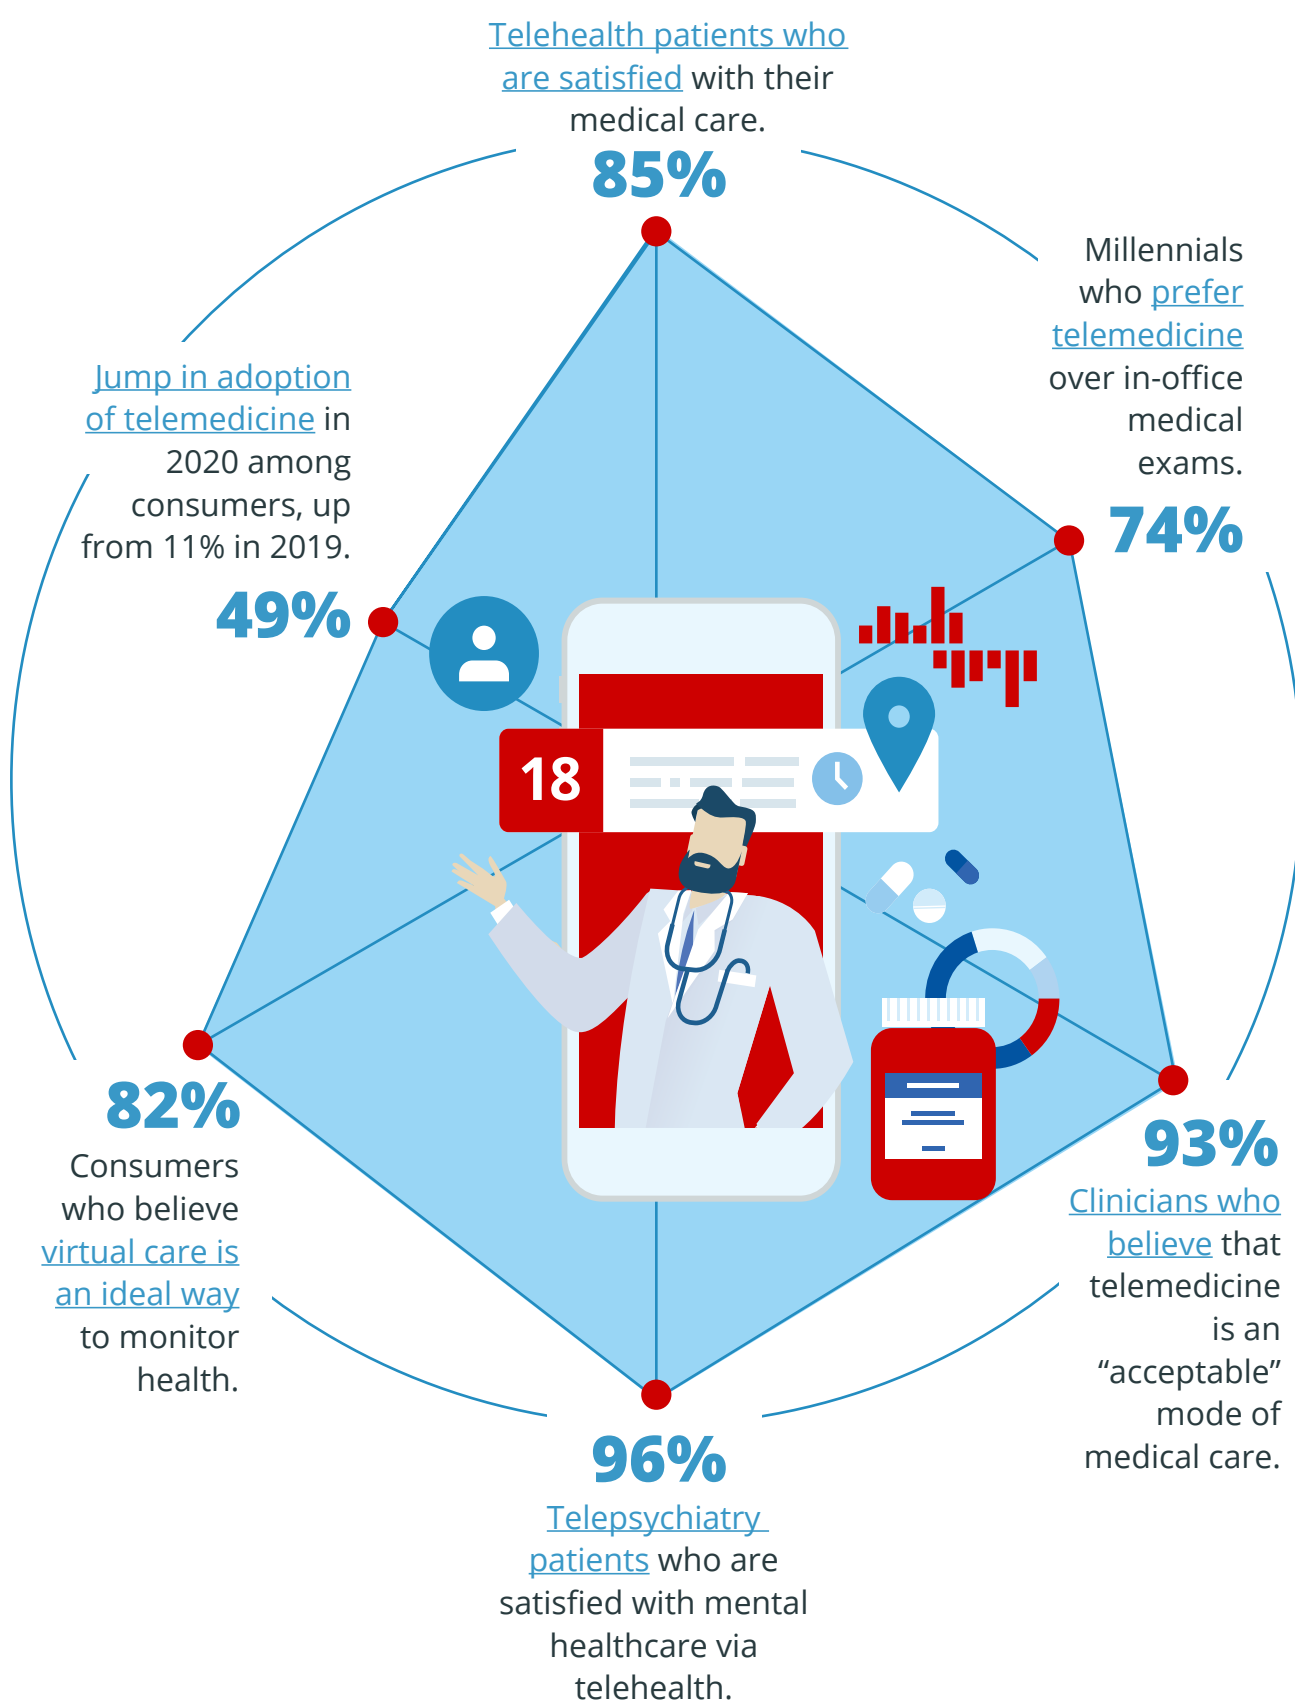 Telehealth patients who
are satisfied with their
medical care.
85%
Millennials
who prefer
telemedicine
over in-office
medical
exams.
74%
Jump in adoption
of telemedicine in
2020 among
consumers, up
from 11% in 2019.
49%
18
82%
Consumers
who believe
virtual care is
an ideal way
to monitor
health.
93%
Clinicians who
believe that
telemedicine
is an
“acceptable”
mode of
medical care.
96%
Telepsychiatry
patients who are
satisfied with mental
healthcare via
telehealth.